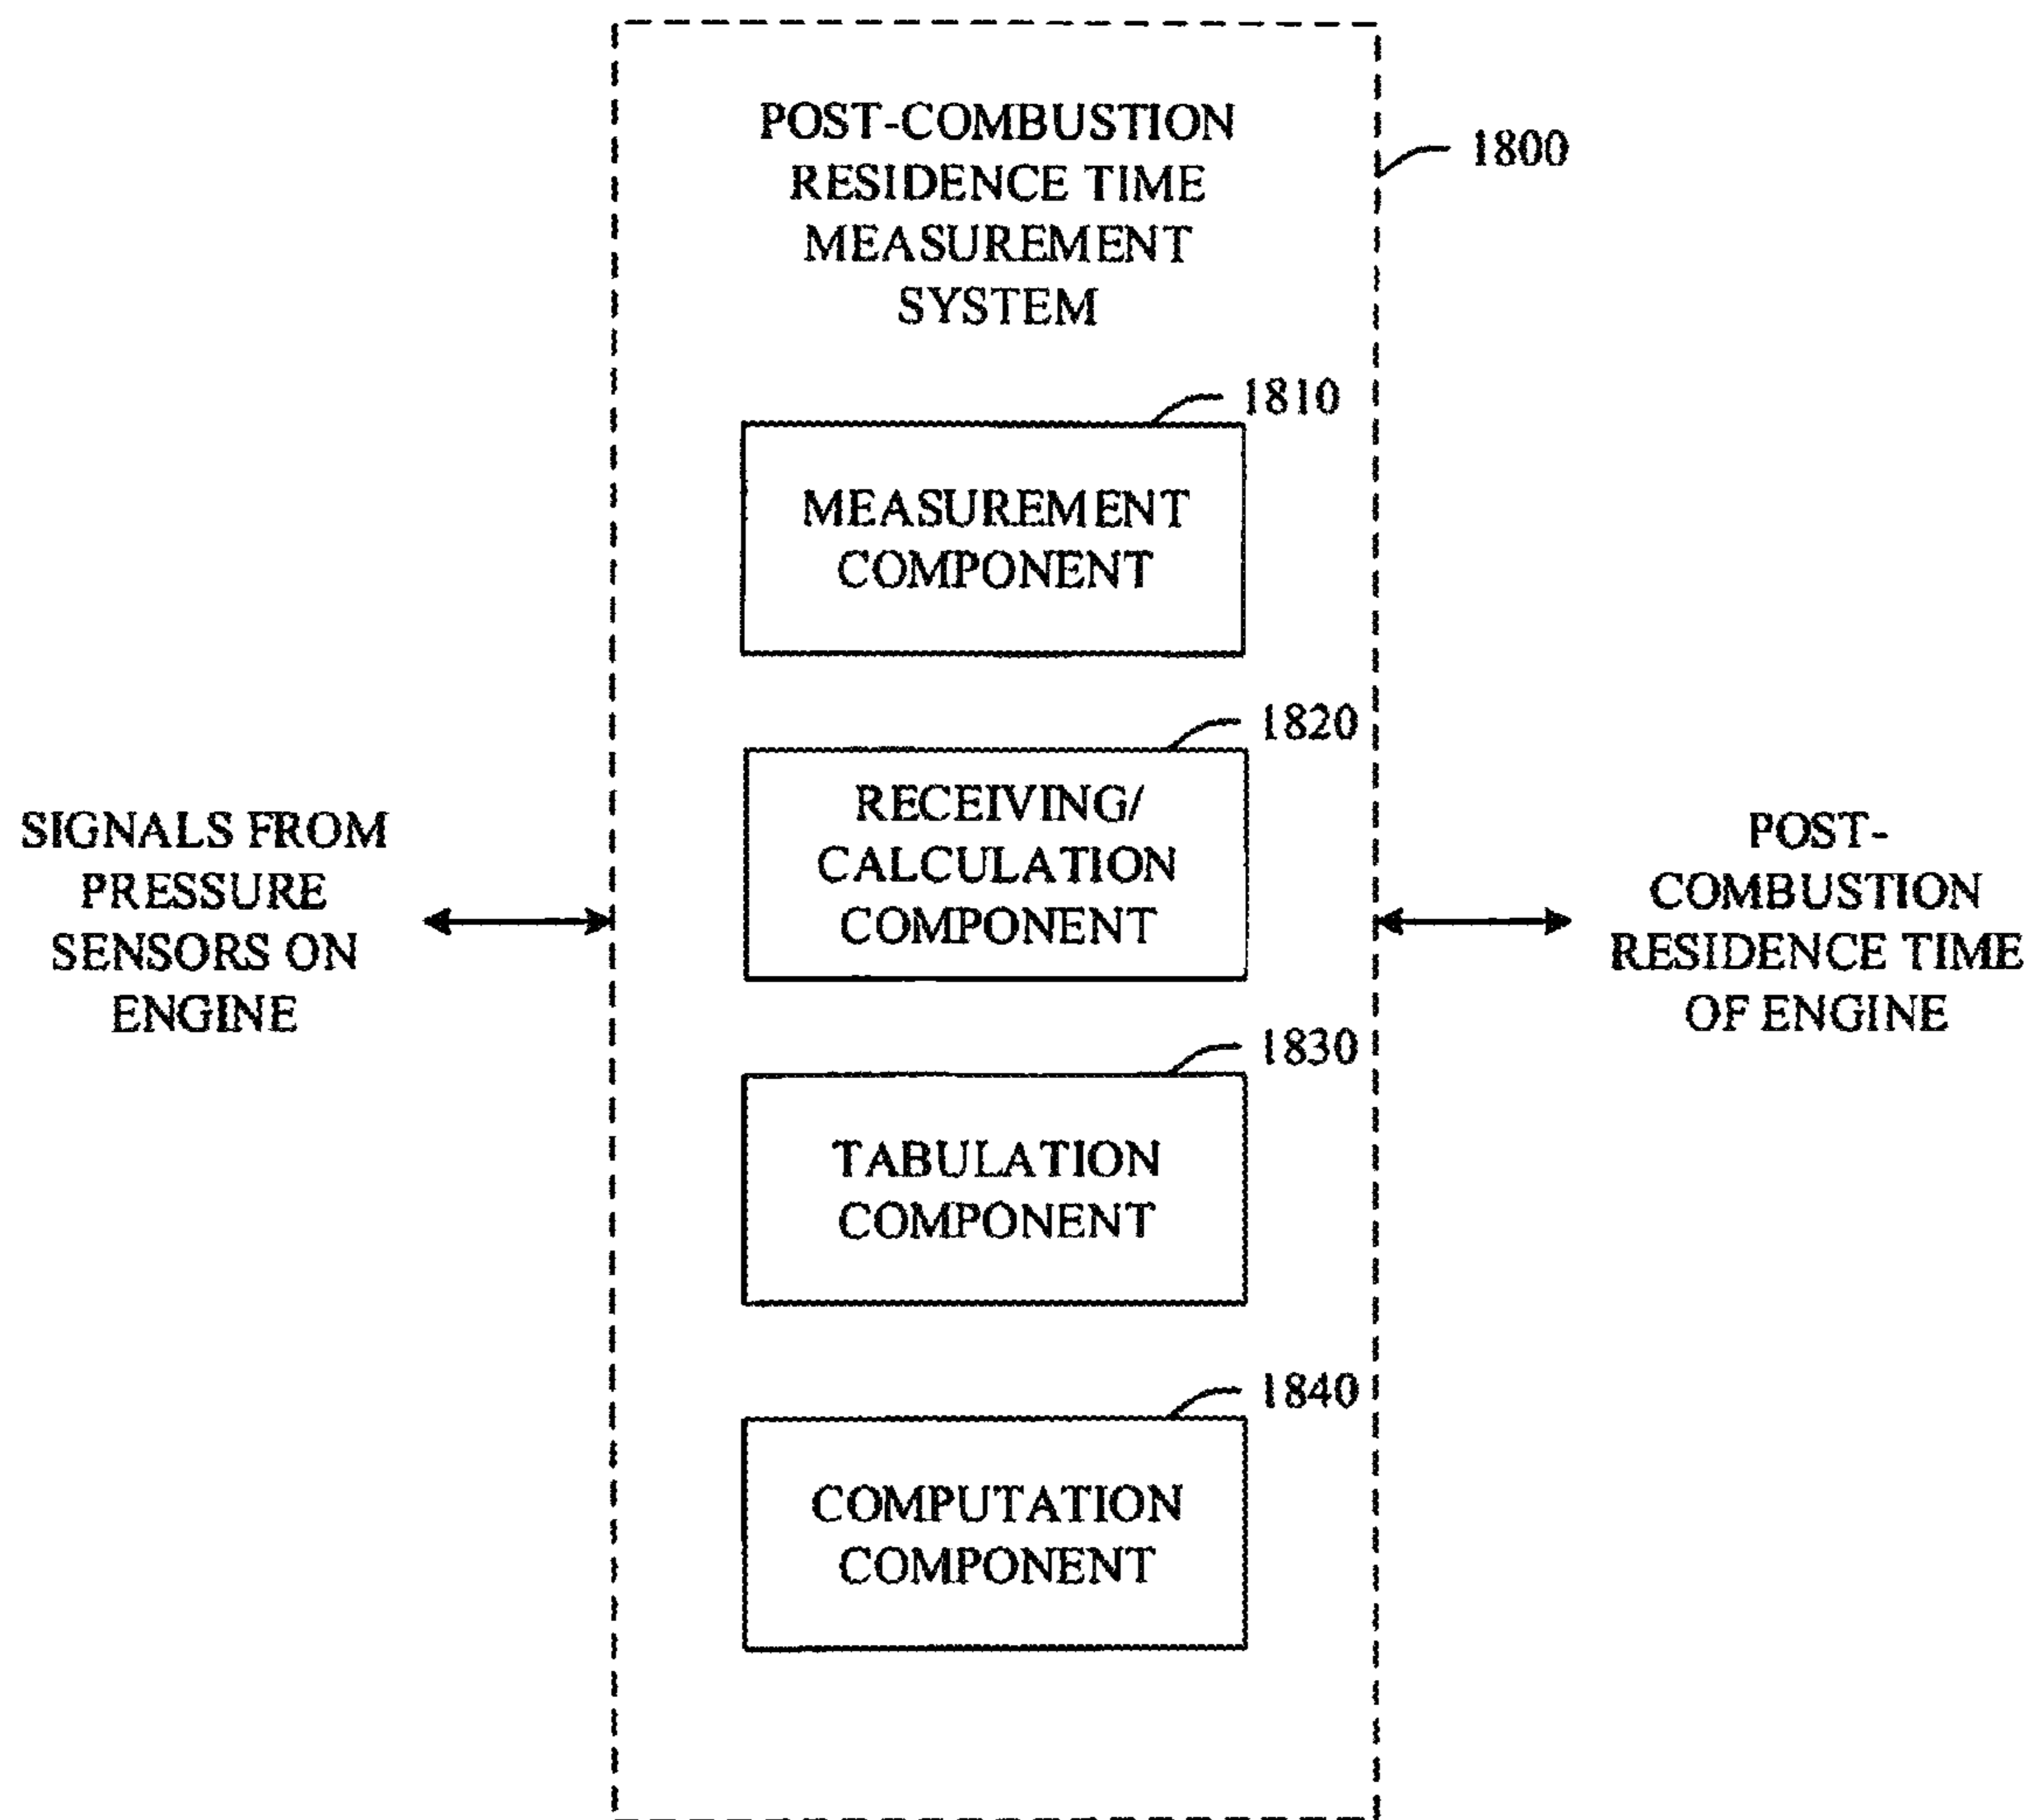 POST-COMBUSTION
RESIDENCE TIME
MEASUREMENT
SYSTEM
1800
1810
MEASUREMENT
COMPONENT
1820
RECEIVING/
CALCULATION
COMPONENT
SIGNALS FROM
PRESSURE
SENSORS ON
ENGINE
POST-
COMBUSTION
RESIDENCE TIME
OF ENGINE
1830
TABULATION
COMPONENT
1840
COMPUTATION
COMPONENT